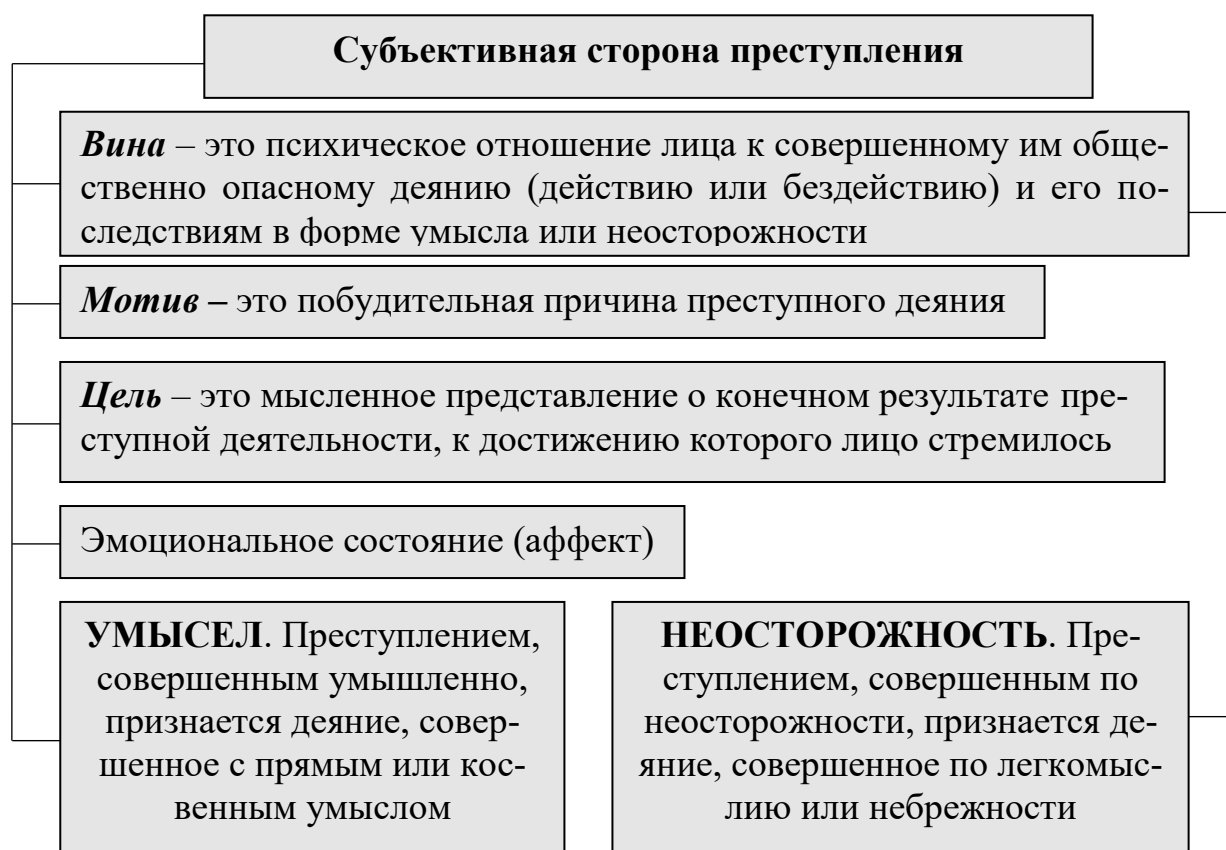 Субъективная сторона преступления
Вина – это психическое отношение лица к совершенному им обще-
ственно опасному деянию (действию или бездействию) и его по-
следствиям в форме умысла или неосторожности
Мотив – это побудительная причина преступного деяния
Цель – это мысленное представление о конечном результате пре-
ступной деятельности, к достижению которого лицо стремилось
Эмоциональное состояние (аффект)
УМЫСЕЛ. Преступлением,
совершенным умышленно,
признается деяние, совер-
шенное с прямым или кос-
венным умыслом
НЕОСТОРОЖНОСТЬ. Пре-
ступлением, совершенным по
неосторожности, признается де-
яние, совершенное по легкомыс-
лию или небрежности